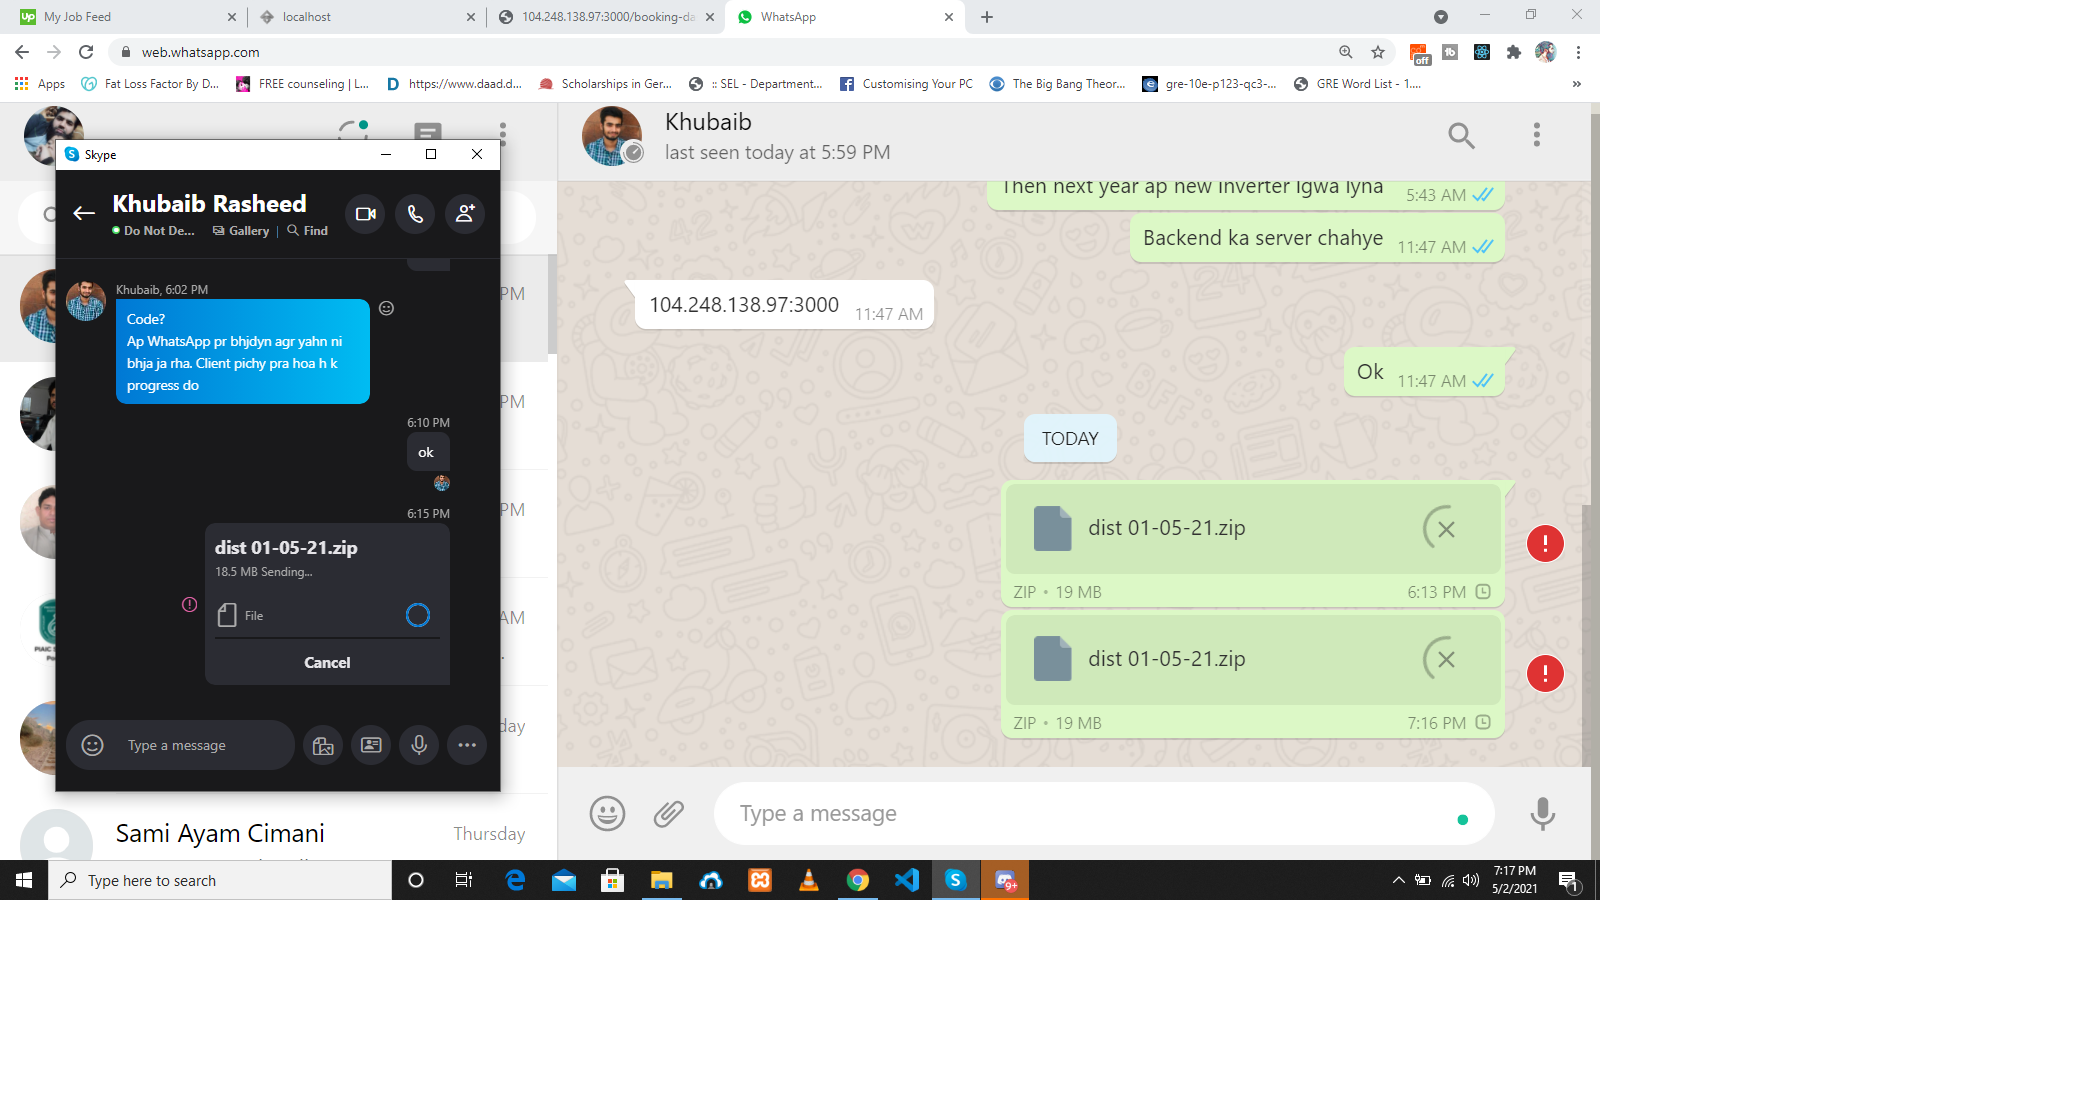 My Job Feed
localhost
104.248.138.97:3000/booking-da
WhatsApp
web.whatsapp.com
off
Apps
Fat Loss Factor By D...
FREE counseling | L...
https://www.daad.d...
Scholarships in Ger...
:: SEL - Department...
Customising Your PC
The Big Bang Theor...
gre-10e-p123-qc3-...
GRE Word List - 1....
»
Skype
Khubaib Rasheed
Do Not De...
Gallery
Find
Khubaib, 6:02 PM
Code?
Ap WhatsApp pr bhjdyn agr yahn ni
bhja ja rha. Client pichy pra hoa h k
progress do
6:10 PM
ok
6:15 PM
dist 01-05-21.zip
18.5 MB Sending...
File
Cancel
Type a message
PM
PM
PM
AM
day
Sami Ayam Cimani
Thursday
Khubaib
last seen today at 5:59 PM
Then next year ap new inverter lgwa lyna
5:43 AM
Backend ka server chahye
11:47 AM
104.248.138.97:3000
11:47 AM
Ok
11:47 AM
TODAY
dist 01-05-21.zip
ZIP • 19 MB
6:13 PM
dist 01-05-21.zip
ZIP • 19 MB
7:16 PM
Type a message
Type here to search
9+
7:17 PM
5/2/2021
1